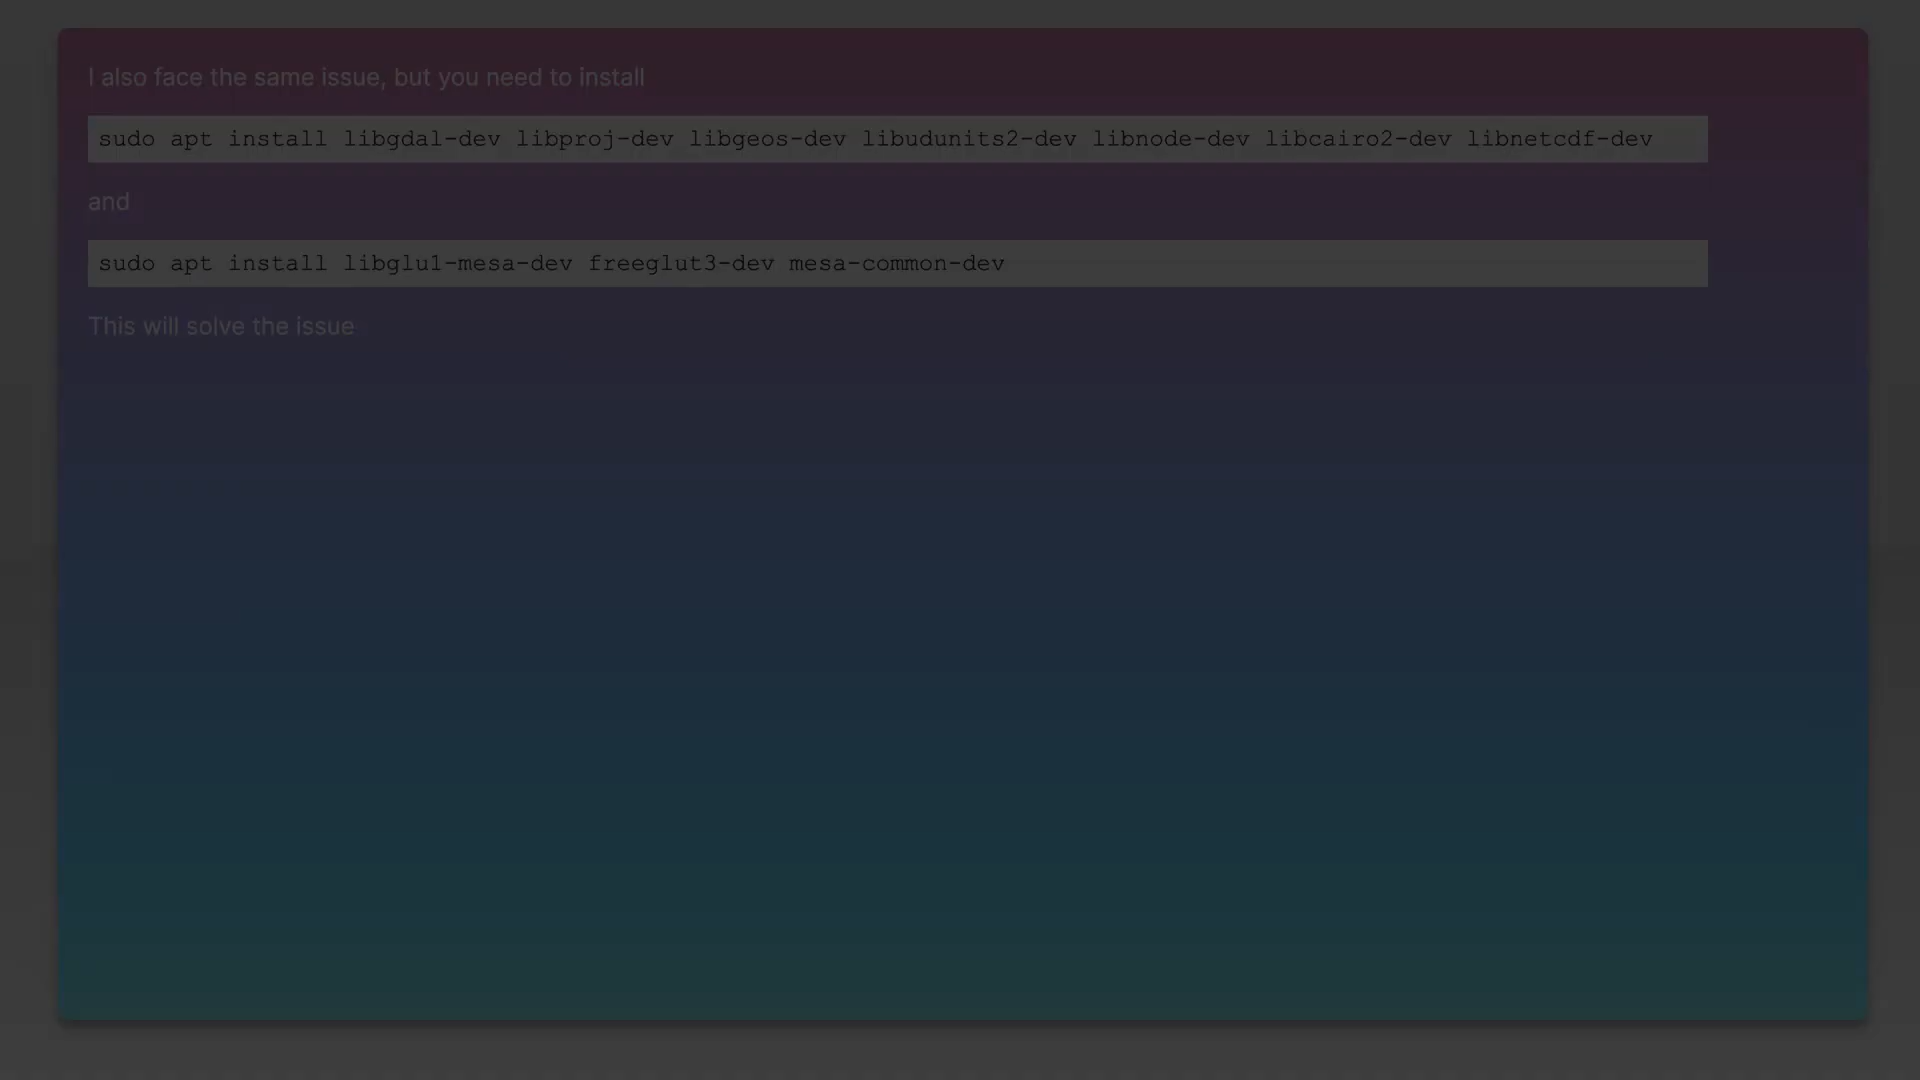 I also face the same issue, but you need to install
sudo apt install libgdal-dev libproj-dev libgeos-dev libudunits2-dev libnode-dev libcairo2-dev libnetcdf-dev
and
sudo apt install libglu1-mesa-dev freeglut3-dev mesa-common-dev
This will solve the issue